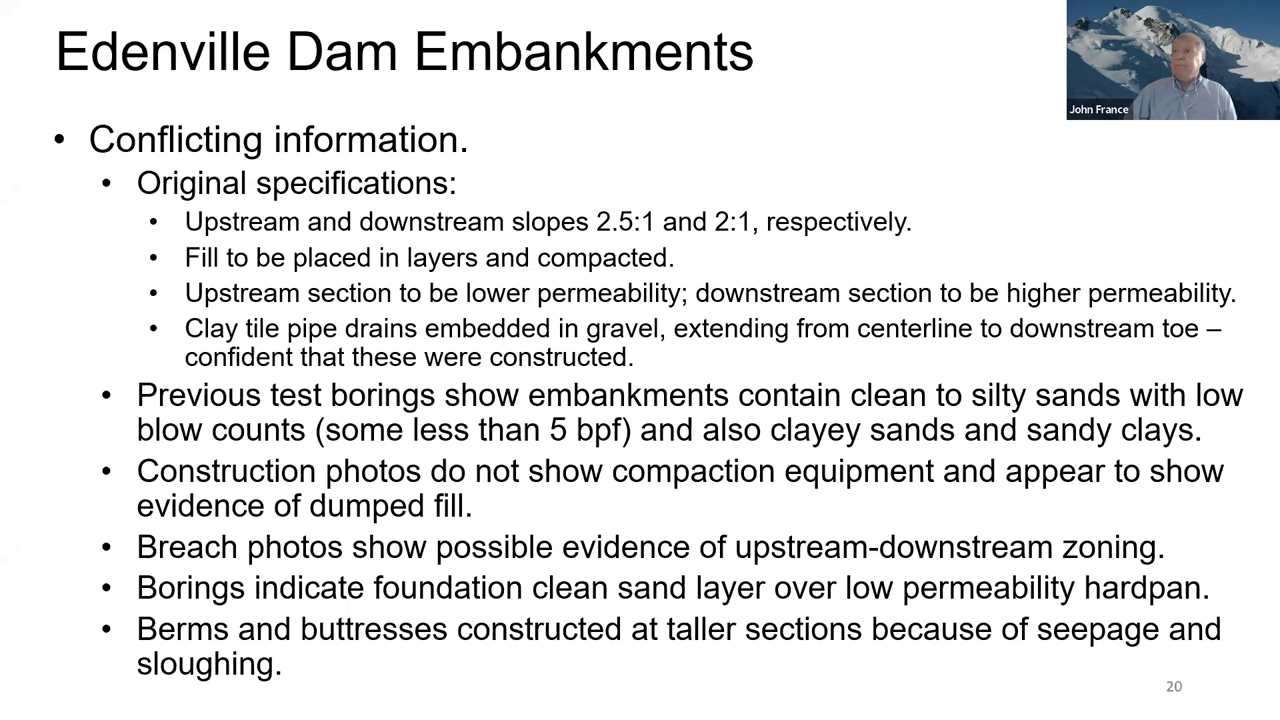 Edenville Dam Embankments
John France
• Conflicting information.
• Original specifications:
• Upstream and downstream slopes 2.5:1 and 2:1, respectively.
• Fill to be placed in layers and compacted.
• Upstream section to be lower permeability; downstream section to be higher permeability.
• Clay tile pipe drains embedded in gravel, extending from centerline to downstream toe –
confident that these were constructed.
• Previous test borings show embankments contain clean to silty sands with low
blow counts (some less than 5 bpf) and also clayey sands and sandy clays.
• Construction photos do not show compaction equipment and appear to show
evidence of dumped fill.
• Breach photos show possible evidence of upstream-downstream zoning.
• Borings indicate foundation clean sand layer over low permeability hardpan.
• Berms and buttresses constructed at taller sections because of seepage and
sloughing.
20